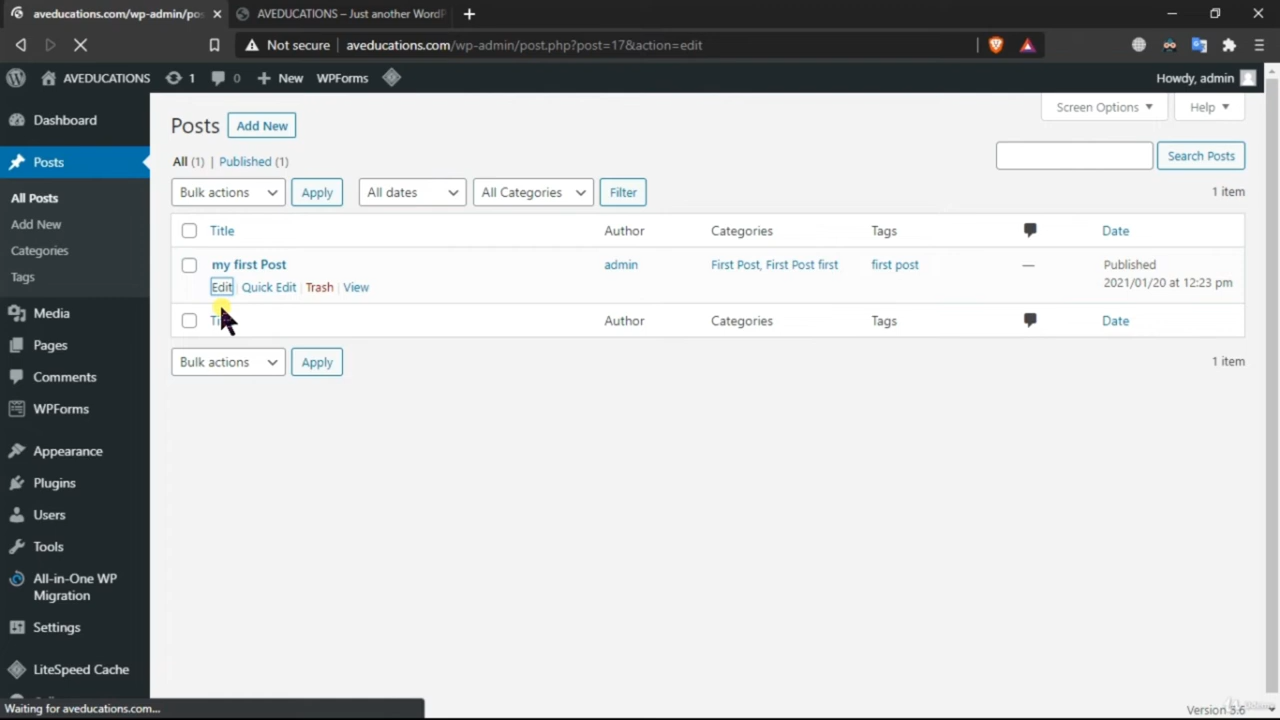 aveducations.com/wp-admin/pos
AVEDUCATIONS – Just another WordP
Not secure aveducations.com/wp-admin/post.php?post=17&action=edit
AVEDUCATIONS 1 0 New WPForms Howdy, admin
Screen Options Help
Dashboard
Posts
All Posts
Add New
Categories
Tags
Media
Pages
Comments
WPForms
Appearance
Plugins
Users
Tools
All-in-One WP
Migration
Settings
LiteSpeed Cache
Posts Add New
All (1) | Published (1)
Search Posts
Bulk actions Apply All dates All Categories Filter 1 item
Title Author Categories Tags Date
my first Post admin First Post, First Post first first post — Published
Edit | Quick Edit | Trash | View 2021/01/20 at 12:23 pm
Author Categories Tags Date
Bulk actions Apply 1 item
Waiting for aveducations.com...
Version 3.6